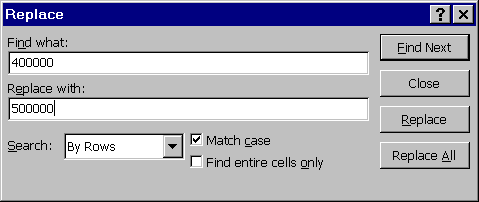 Replace
Find what:
400000
Find Next
Close
Replace with:
500000
Replace
Search: By Rows
Match case
Find entire cells only
Replace All